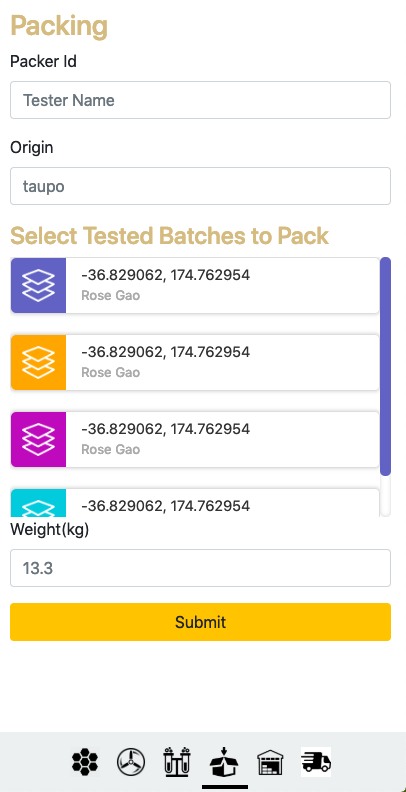 Packing
Packer Id
Tester Name
Origin
taupo
Select Tested Batches to Pack
-36.829062, 174.762954
Rose Gao
-36.829062, 174.762954
Rose Gao
-36.829062, 174.762954
Rose Gao
-36.829062, 174.762954
Weight(kg)
13.3
Submit